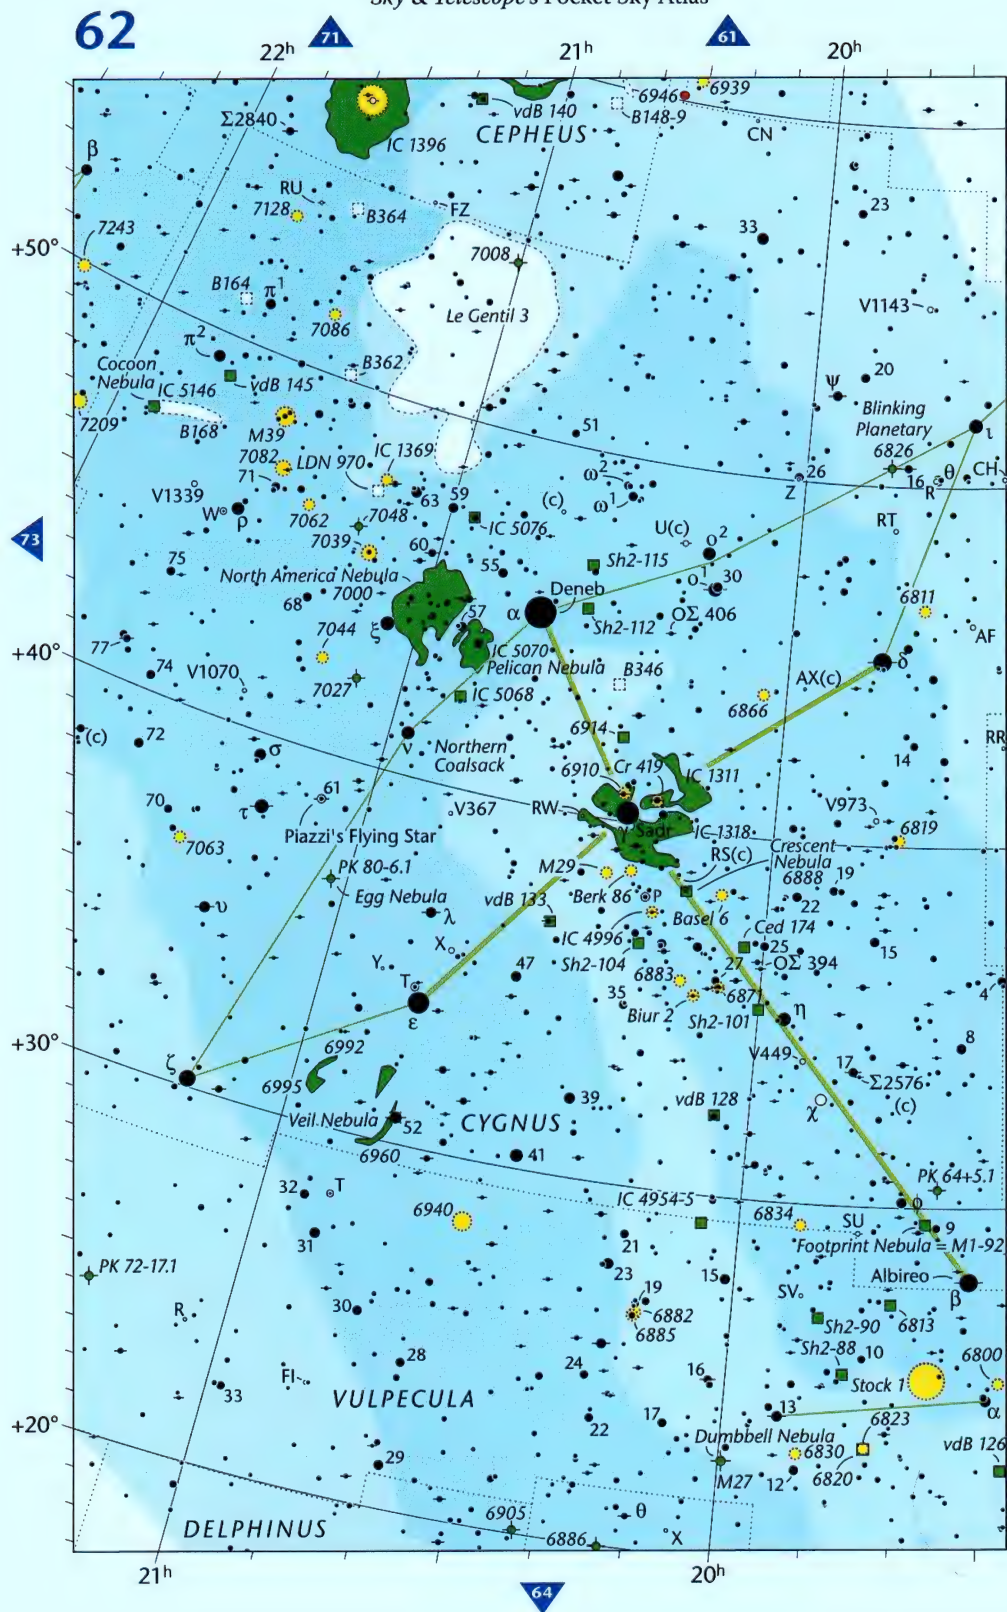 Sky & Telescope's Pocket Sky Atlas
62
71
61
22h
21h
20h
6946
6939
vdB 140
B148-9
Σ2840
IC 1396
CEPHEUS
CN
β
RU
7128
B364
FZ
23
7243
33
+50°
7008
B164
π1
Le Gentil 3
V1143
7086
π2
B362
Cocoon
Nebula
IC 5146
vdB 145
ψ
20
Blinking
Planetary
7209
B168
M39
51
6826
ι
7082
LDN 970
IC 1369
ω2
26
CH
71
16
θ
R
V1339
63
59
(c)
ω1
Z
W
ρ
7062
7048
IC 5076
U(c)
o2
RT
73
7039
60
75
55
Sh2-115
North America Nebula
7000
Deneb
o1
30
68
57
α
6811
ξ
Sh2-112
OΣ 406
77
7044
IC 5070
AF
+40°
74
Pelican Nebula
B346
δ
V1070
7027
IC 5068
AX(c)
6866
(c)
72
ν
6914
RR
σ
Northern
Coalsack
Cr 419
14
6910
IC 1311
70
61
τ
V367
RW
V973
γ Sadr
IC 1318
6819
Piazzi's Flying Star
7063
RS(c)
Crescent
Nebula
M29
PK 80-6.1
6888
19
Egg Nebula
vdB 133
Berk 86
P
22
υ
λ
Basel 6
Ced 174
IC 4996
X
25
15
Sh2-104
OΣ 394
Y
47
6883
27
T
35
6871
4
Biur 2
Sh2-101
η
ε
+30°
6992
8
ζ
V449
17
6995
Σ2576
39
vdB 128
χ
(c)
Veil Nebula
52
CYGNUS
6960
41
PK 64+5.1
32
T
IC 4954-5
φ
6940
6834
SU
9
31
21
Footprint Nebula = M1-92
PK 72-17.1
23
15
Albireo
R
19
SV
β
30
6882
6885
Sh2-90
6813
Sh2-88
28
24
10
6800
FI
16
Stock 1
33
VULPECULA
13
α
+20°
22
17
6823
Dumbbell Nebula
6830
vdB 126
29
M27
12
6820
6905
θ
DELPHINUS
6886
X
21h
20h
64